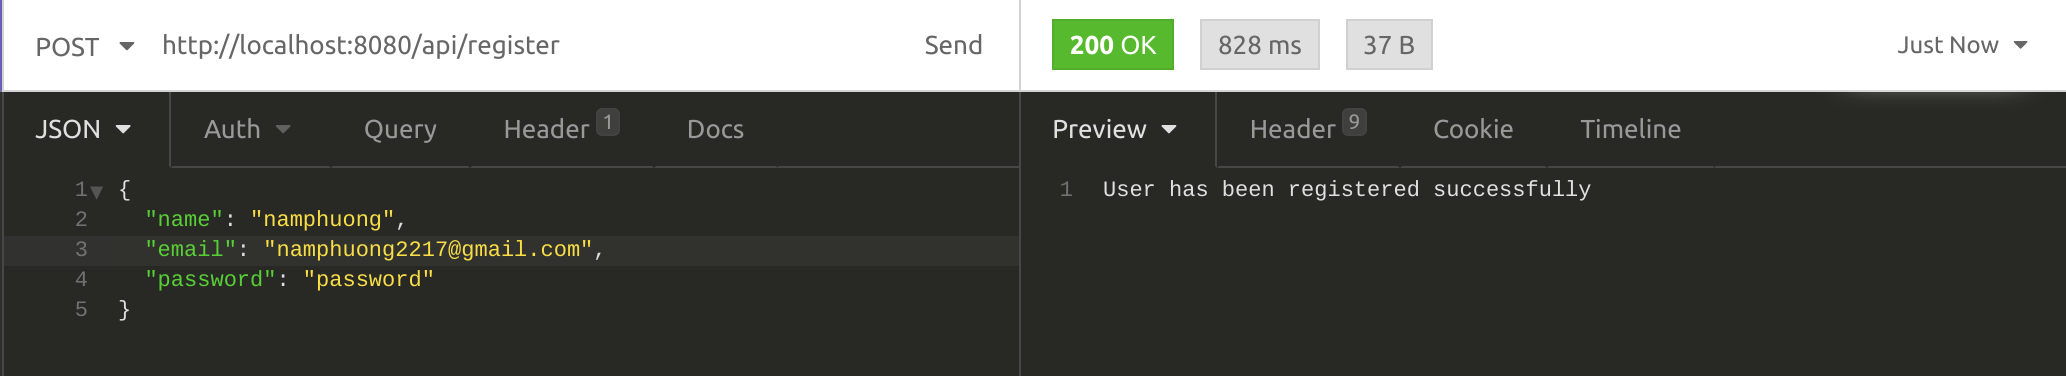 POST http://localhost:8080/api/register Send
200 OK 828 ms 37 B Just Now
JSON Auth Query Header 1 Docs
Preview Header 9 Cookie Timeline
1 {
2 "name": "namphuong",
3 "email": "namphuong2217@gmail.com",
4 "password": "password"
5 }
1 User has been registered successfully